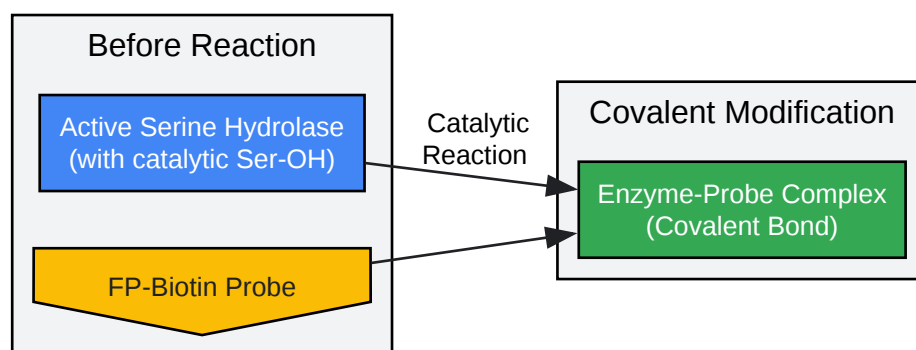 Before Reaction
Active Serine Hydrolase
(with catalytic Ser-OH)
FP-Biotin Probe
Catalytic
Reaction
Covalent Modification
Enzyme-Probe Complex
(Covalent Bond)